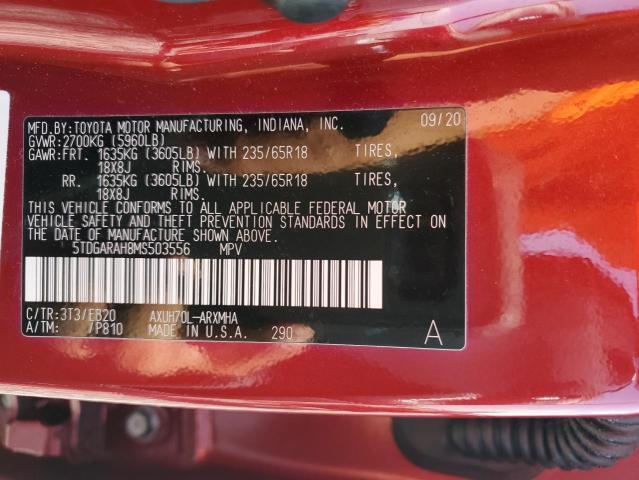 MFD.BY:TOYOTA MOTOR MANUFACTURING, INDIANA, INC. 09/20
GVWR:2700KG (5960LB)
GAWR:FRT. 1635KG (3605LB) WITH 235/65R18 TIRES,
18X8J RIMS.
RR. 1635KG (3605LB) WITH 235/65R18 TIRES,
18X8J RIMS.
THIS VEHICLE CONFORMS TO ALL APPLICABLE FEDERAL MOTOR
VEHICLE SAFETY AND THEFT PREVENTION STANDARDS IN EFFECT ON
THE DATE OF MANUFACTURE SHOWN ABOVE.
5TDGARAH8MS503556 MPV
C/TR:3T3/EB20 AXUH70L-ARXMHA
A/TM: /P810 MADE IN U.S.A. 290 A